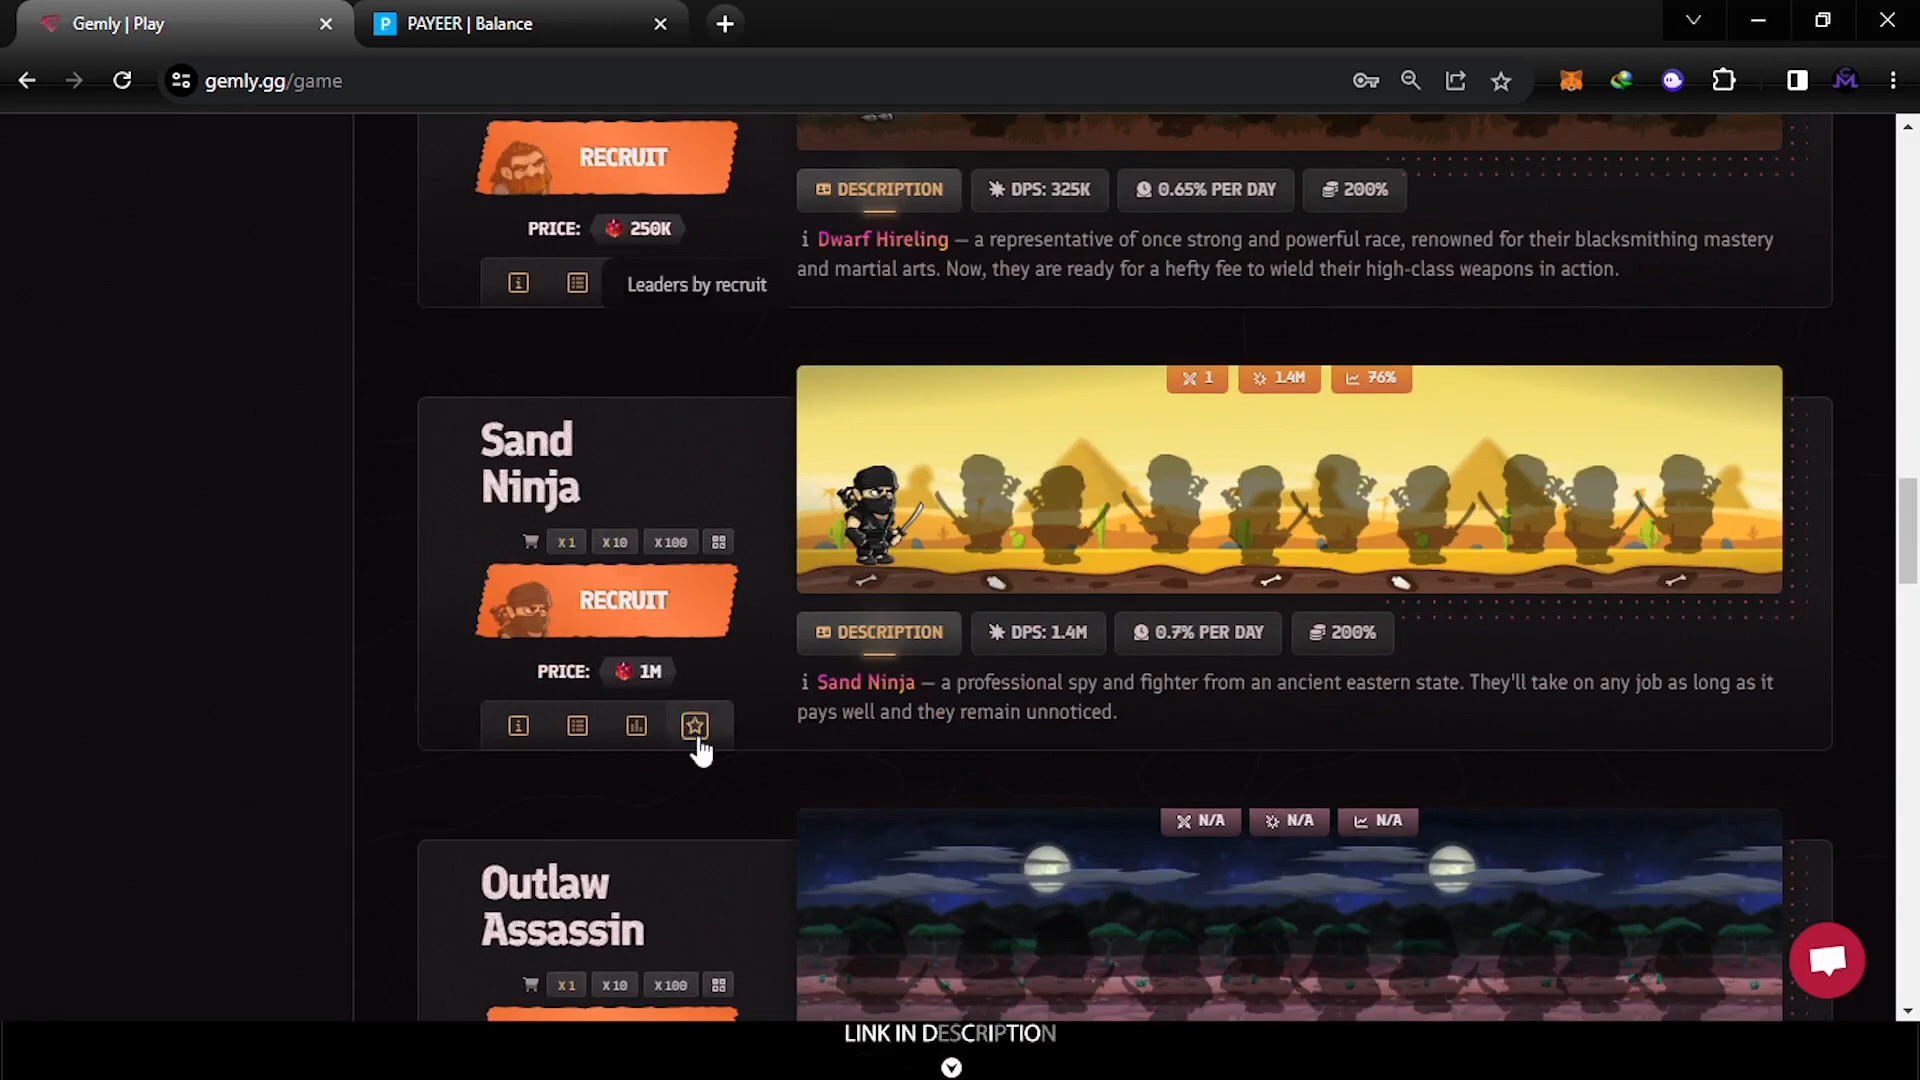 Gemly | Play
PAYEER | Balance
gemly.gg/game
RECRUIT
PRICE: 250K
Leaders by recruit
DESCRIPTION
DPS: 325K
0.65% PER DAY
200%
Dwarf Hireling — a representative of once strong and powerful race, renowned for their blacksmithing mastery
and martial arts. Now, they are ready for a hefty fee to wield their high-class weapons in action.
Sand
Ninja
X1
X10
X100
RECRUIT
PRICE: 1M
1
1.4M
76%
DESCRIPTION
DPS: 1.4M
0.7% PER DAY
200%
Sand Ninja — a professional spy and fighter from an ancient eastern state. They'll take on any job as long as it
pays well and they remain unnoticed.
Outlaw
Assassin
X1
X10
X100
N/A
N/A
N/A
LINK IN DESCRIPTION